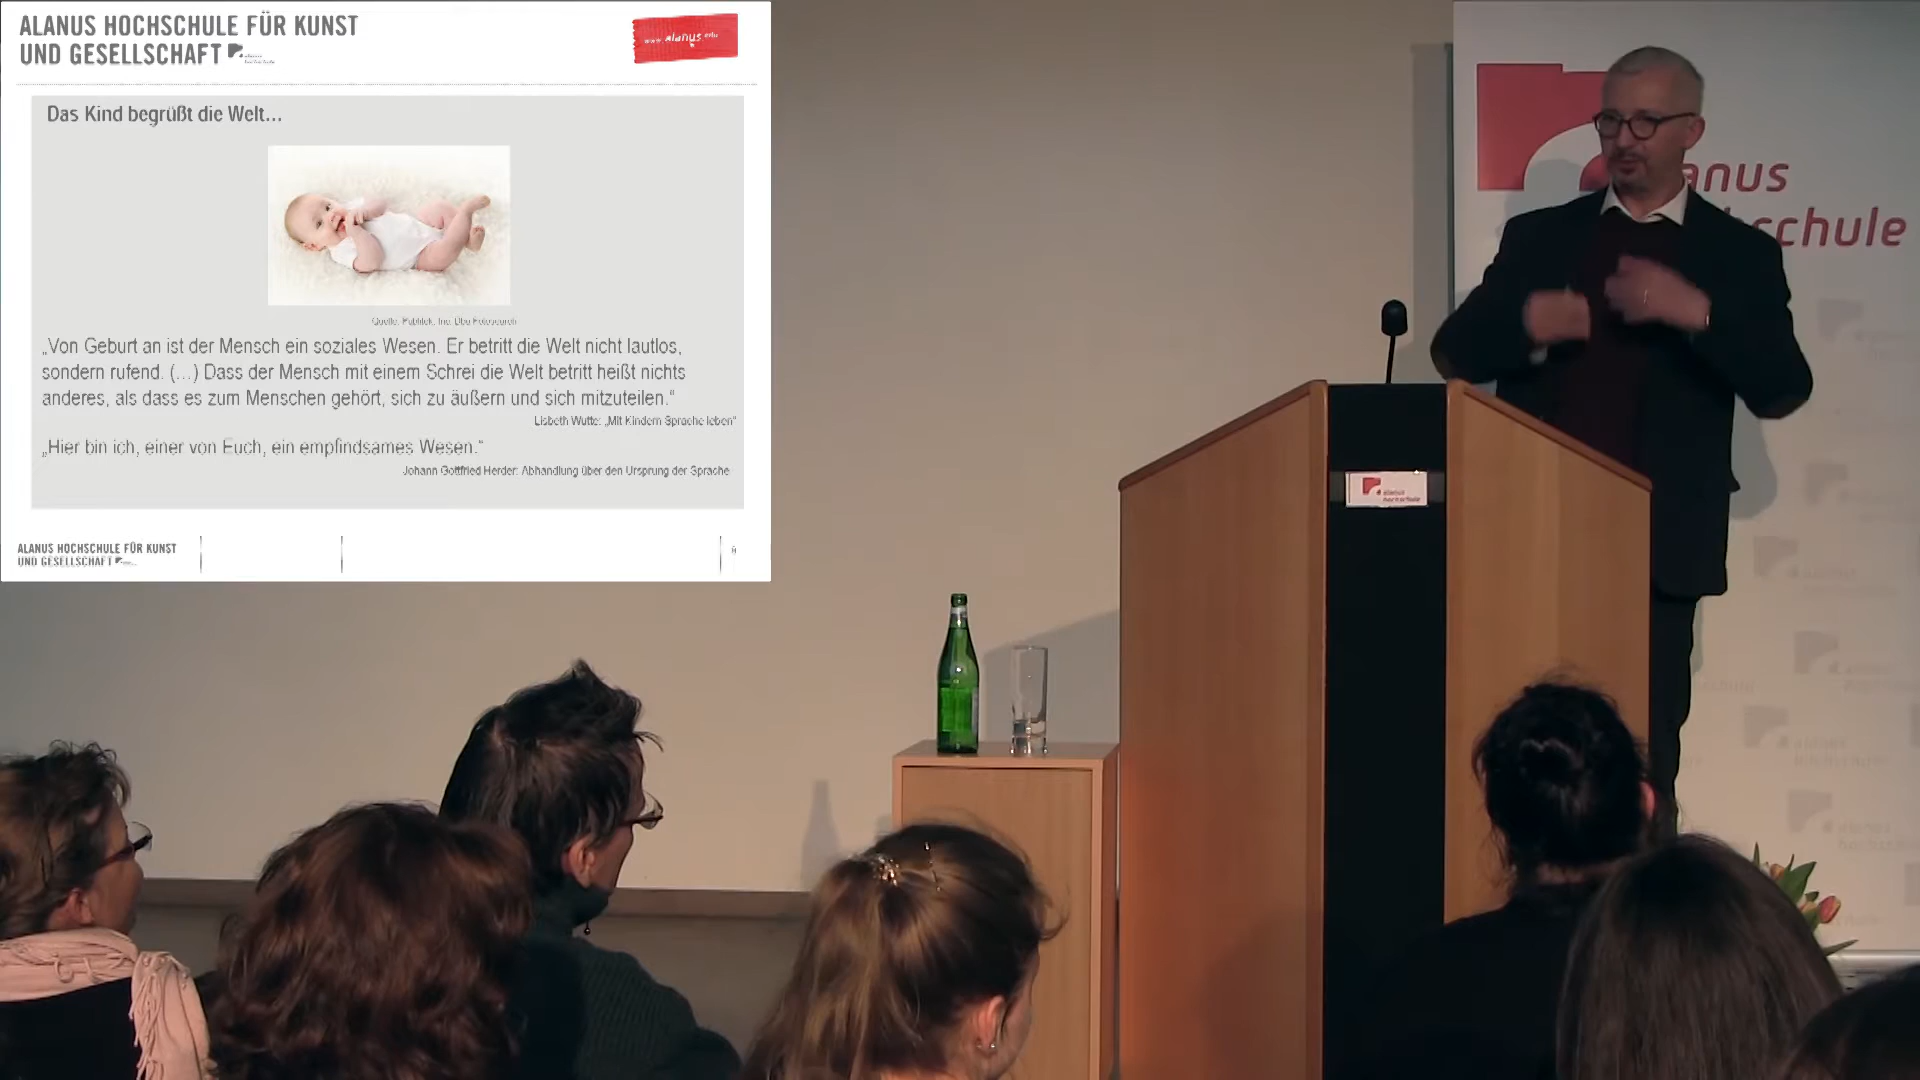 ALANUS HOCHSCHULE FÜR KUNST
UND GESELLSCHAFT
www.alanus.edu
Das Kind begrüßt die Welt...
„Von Geburt an ist der Mensch ein soziales Wesen. Er betritt die Welt nicht lautlos,
sondern rufend. (...) Dass der Mensch mit einem Schrei die Welt betritt heißt nichts
anderes, als dass es zum Menschen gehört, sich zu äußern und sich mitzuteilen.“
Lisbeth Wutte: „Mit Kindern Sprache leben“
„Hier bin ich, einer von Euch, ein empfindsames Wesen.“
Johann Gottfried Herder: Abhandlung über den Ursprung der Sprache
ALANUS HOCHSCHULE FÜR KUNST
UND GESELLSCHAFT
anus
chschule
alanus
hochschule